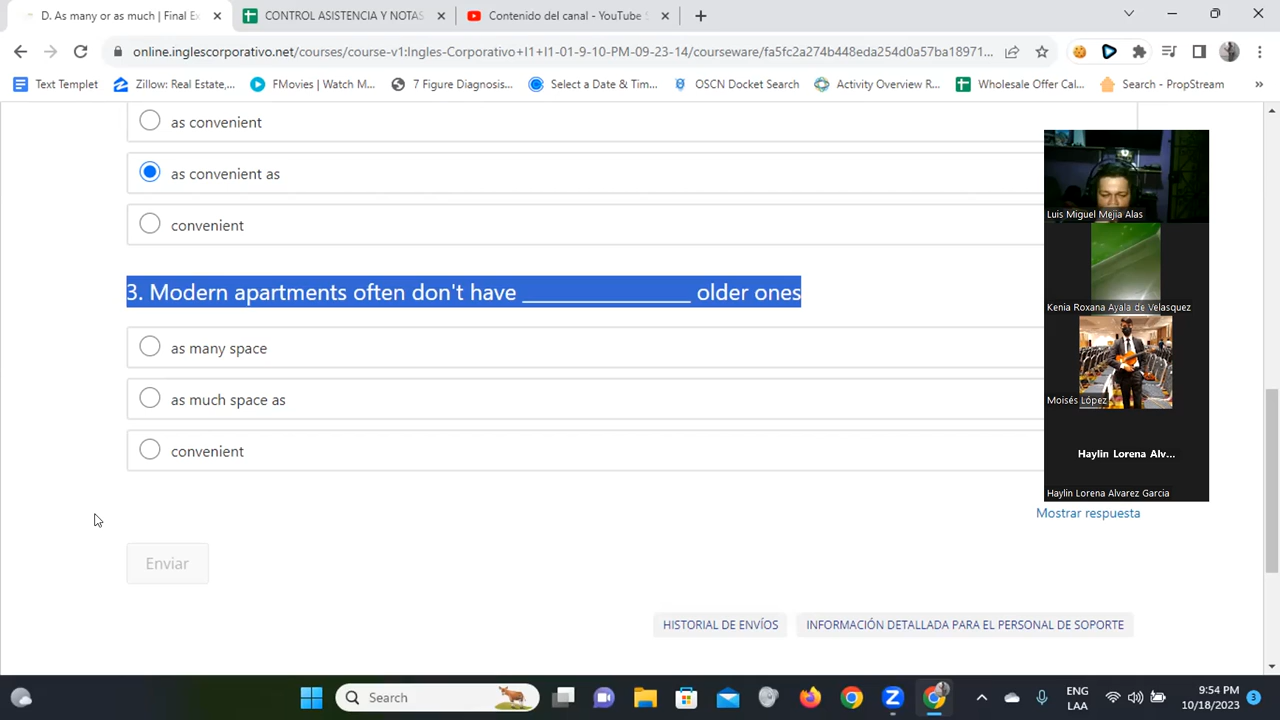 D. As many or as much | Final Ex
CONTROL ASISTENCIA Y NOTAS
Contenido del canal - YouTube S
online.inglescorporativo.net/courses/course-v1:Ingles-Corporativo+I1+I1-01-9-10-PM-09-23-14/courseware/fa5fc2a274b448eda254d0a57ba18971...
Text Templet
Zillow: Real Estate,...
FMovies | Watch M...
7 Figure Diagnosis...
Select a Date & Tim...
OSCN Docket Search
Activity Overview R...
Wholesale Offer Cal...
Search - PropStream
as convenient
as convenient as
convenient
3. Modern apartments often don't have ________________ older ones
as many space
as much space as
convenient
Luis Miguel Mejia Alas
Kenia Roxana Ayala de Velasquez
Moisés López
Haylin Lorena Alv...
Haylin Lorena Alvarez Garcia
Mostrar respuesta
Enviar
HISTORIAL DE ENVÍOS
INFORMACIÓN DETALLADA PARA EL PERSONAL DE SOPORTE
Search
ENG
LAA
9:54 PM
10/18/2023
3